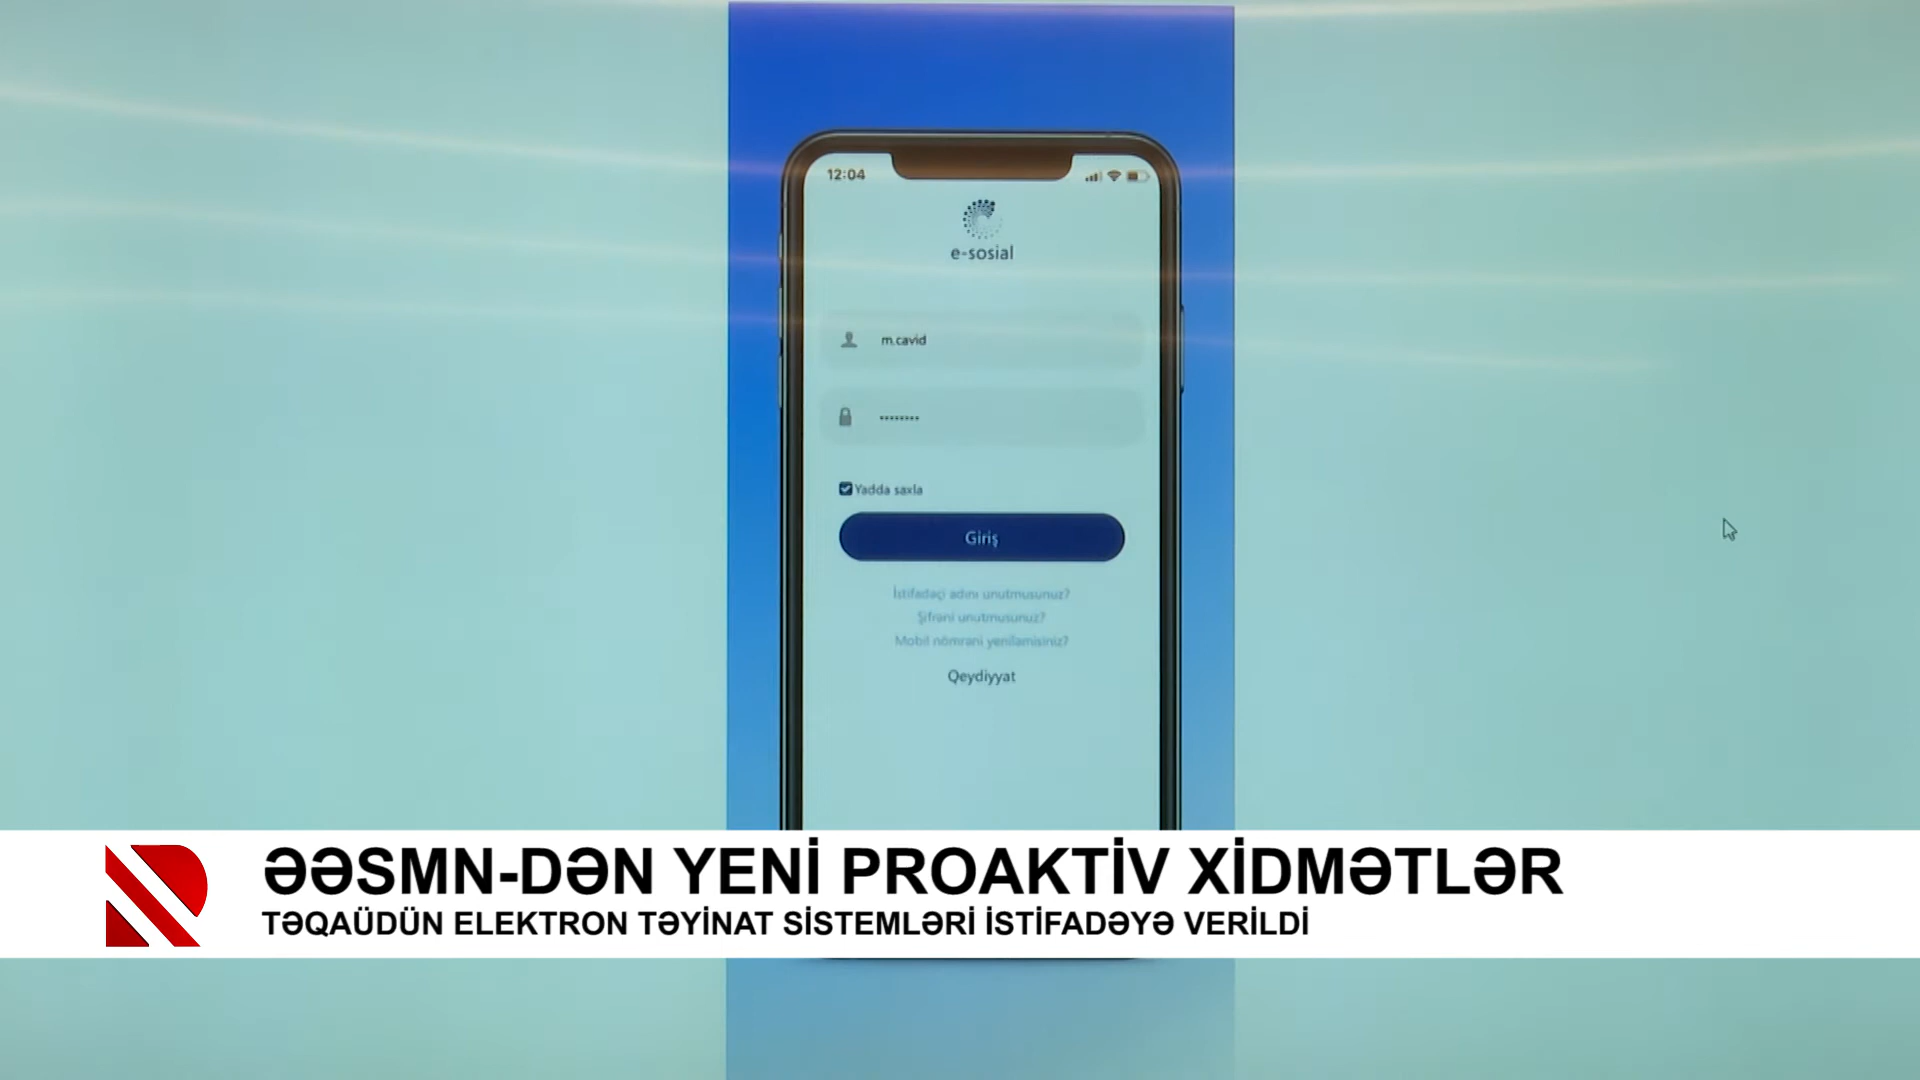 12:04
e-sosial
m.cavid
Yadda saxla
Giriş
İstifadəçi adını unutmusunuz?
Şifrəni unutmusunuz?
Mobil nömrəni yeniləmisiniz?
Qeydiyyat
ƏƏSMN-DƏN YENİ PROAKTİV XİDMƏTLƏR
TƏQAÜDÜN ELEKTRON TƏYİNAT SİSTEMLƏRİ İSTİFADƏYƏ VERİLDİ